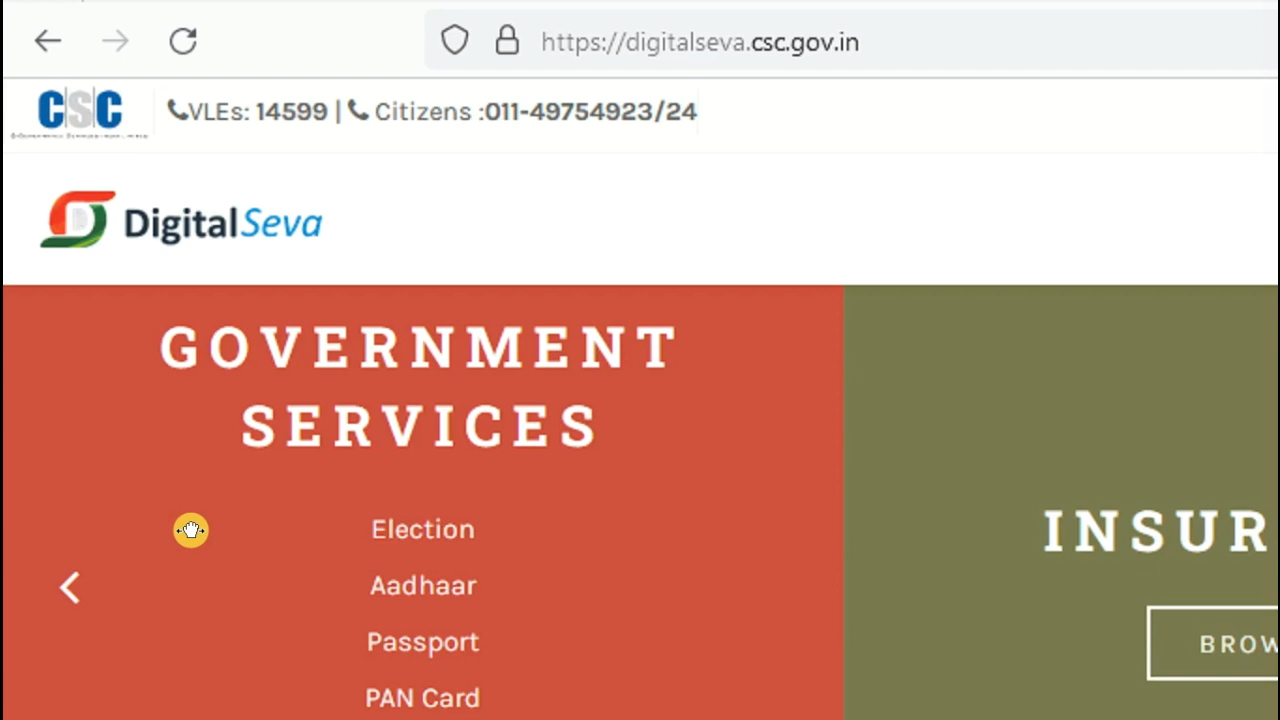 https://digitalseva.csc.gov.in
CSC
VLEs: 14599 | Citizens :011-49754923/24
DigitalSeva
GOVERNMENT
SERVICES
Election
Aadhaar
Passport
PAN Card
INSUR
BROW